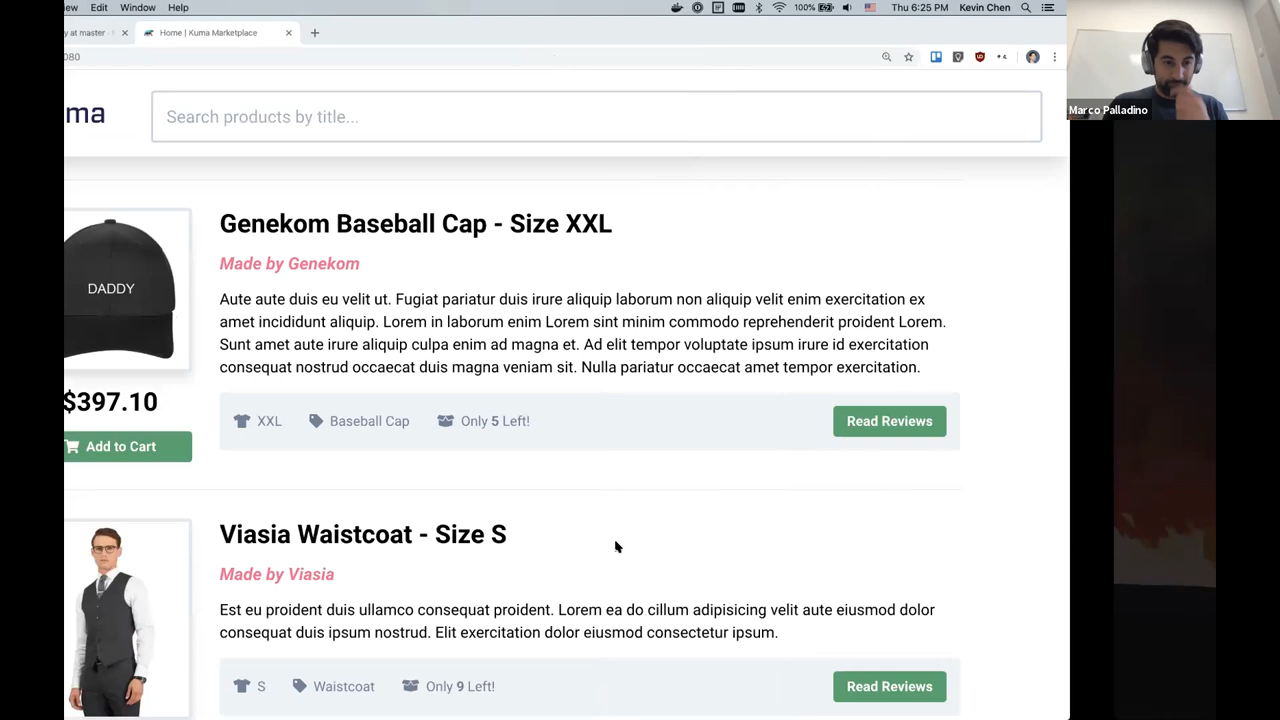 iew Edit Window Help 100% Thu 6:25 PM Kevin Chen
y at master - Home | Kuma Marketplace
080
Marco Palladino
ma Search products by title...
Genekom Baseball Cap - Size XXL
Made by Genekom
DADDY
Aute aute duis eu velit ut. Fugiat pariatur duis irure aliquip laborum non aliquip velit enim exercitation ex
amet incididunt aliquip. Lorem in laborum enim Lorem sint minim commodo reprehenderit proident Lorem.
Sunt amet aute irure aliquip culpa enim ad magna et. Ad elit tempor voluptate ipsum irure id exercitation
consequat nostrud occaecat duis magna veniam sit. Nulla pariatur occaecat amet tempor exercitation.
$397.10
XXL Baseball Cap Only 5 Left! Read Reviews
Add to Cart
Viasia Waistcoat - Size S
Made by Viasia
Est eu proident duis ullamco consequat proident. Lorem ea do cillum adipisicing velit aute eiusmod dolor
consequat duis ipsum nostrud. Elit exercitation dolor eiusmod consectetur ipsum.
S Waistcoat Only 9 Left! Read Reviews